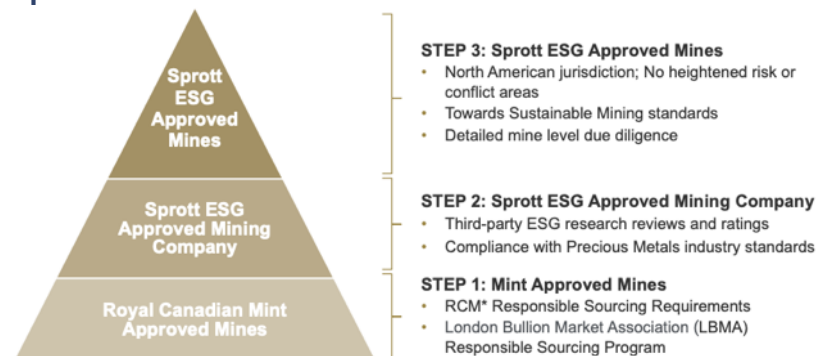 Sprott
ESG
Approved
Mines
STEP 3: Sprott ESG Approved Mines
• North American jurisdiction; No heightened risk or
conflict areas
• Towards Sustainable Mining standards
• Detailed mine level due diligence
Sprott ESG
Approved Mining
Company
STEP 2: Sprott ESG Approved Mining Company
• Third-party ESG research reviews and ratings
• Compliance with Precious Metals industry standards
Royal Canadian Mint
Approved Mines
STEP 1: Mint Approved Mines
• RCM* Responsible Sourcing Requirements
• London Bullion Market Association (LBMA)
Responsible Sourcing Program